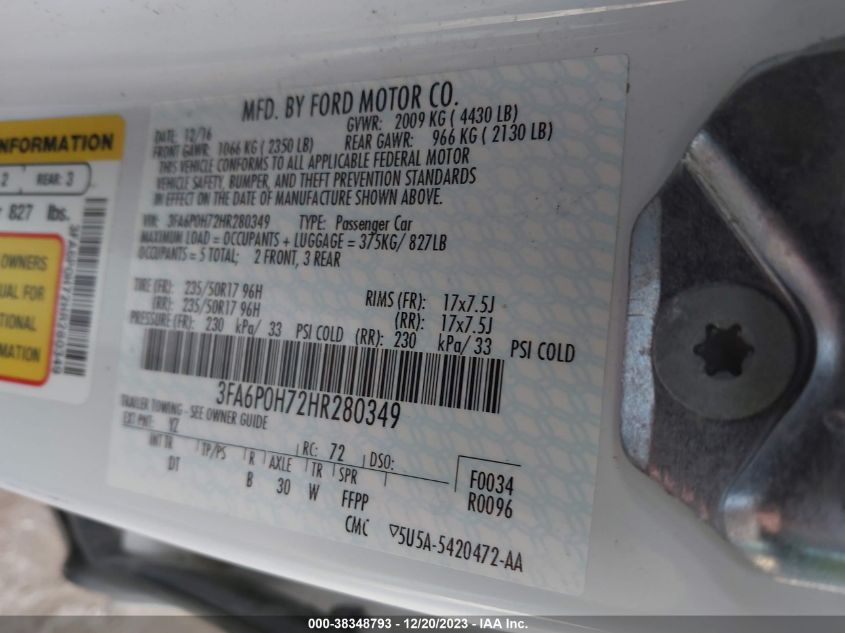 MFD. BY FORD MOTOR CO.
DATE: 12/16 GVWR: 2009 KG ( 4430 LB)
FRONT GAWR: 1066 KG ( 2350 LB) REAR GAWR: 966 KG ( 2130 LB)
THIS VEHICLE CONFORMS TO ALL APPLICABLE FEDERAL MOTOR
VEHICLE SAFETY, BUMPER, AND THEFT PREVENTION STANDARDS
IN EFFECT ON THE DATE OF MANUFACTURE SHOWN ABOVE.
VIN: 3FA6P0H72HR280349 TYPE: Passenger Car
MAXIMUM LOAD = OCCUPANTS + LUGGAGE = 375KG/ 827LB
OCCUPANTS = 5 TOTAL; 2 FRONT, 3 REAR
TIRE (FR): 235/50R17 96H RIMS (FR): 17x7.5J
(RR): 235/50R17 96H (RR): 17x7.5J
PRESSURE (FR): 230 kPa/ 33 PSI COLD (RR): 230 kPa/ 33 PSI COLD
3FA6P0H72HR280349
TRAILER TOWING - SEE OWNER GUIDE
EXT PNT: YZ RC: 72 DSO:
INT TR TP/PS R AXLE TR SPR F0034
DT B 30 W FFPP R0096
CMC ▽5U5A-5420472-AA
INFORMATION
2 REAR: 3
827 lbs.
OWNERS
UAL FOR
TIONAL
RMATION
3FA6P0H72HR280349
000-38348793 - 12/20/2023 - IAA Inc.